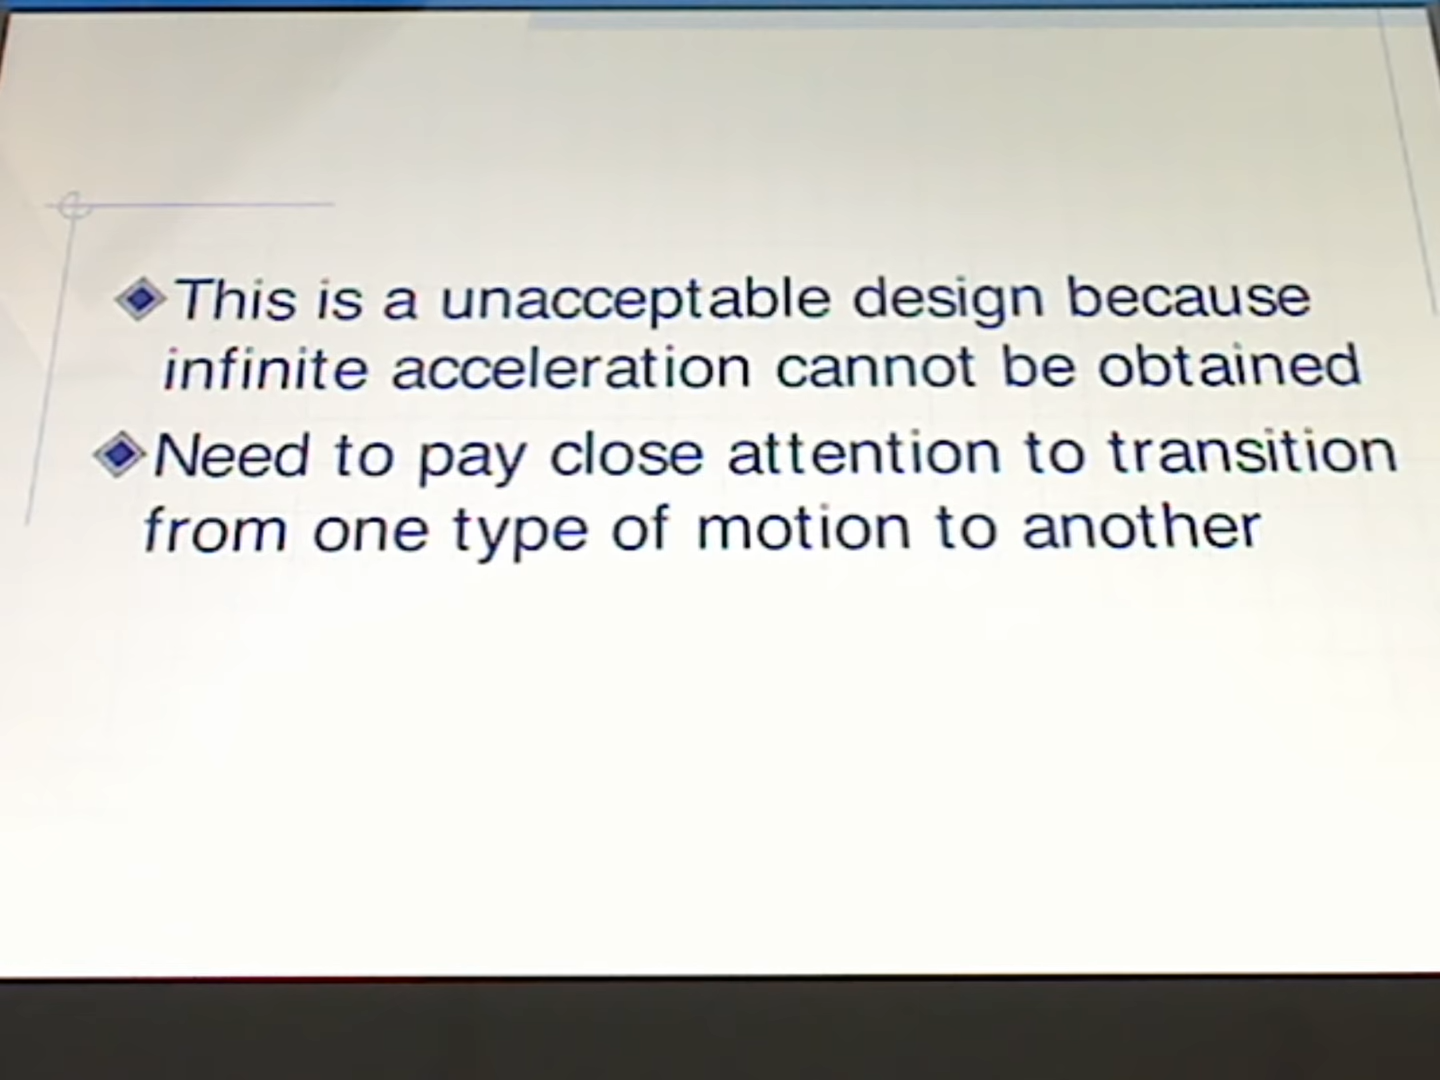 This is a unacceptable design because
infinite acceleration cannot be obtained
Need to pay close attention to transition
from one type of motion to another